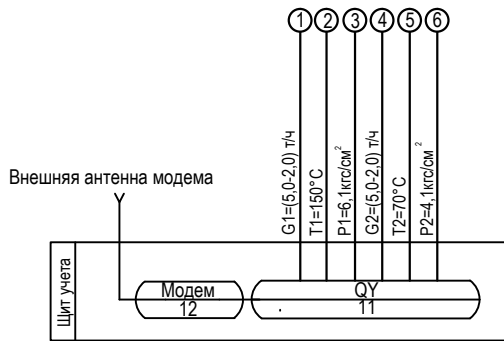 1 2 3 4 5 6
G1=(5,0-2,0) т/ч
T1=150°C
P1=6,1кгс/см²
G2=(5,0-2,0) т/ч
T2=70°C
P2=4,1кгс/см²
Внешняя антенна модема
Щит учета
Модем
12
QY
11